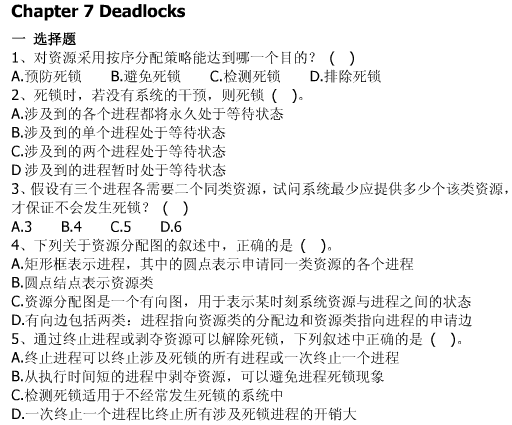 Chapter 7 Deadlocks
一 选择题
1、对资源采用按序分配策略能达到哪一个目的？（ ）
A.预防死锁 B.避免死锁 C.检测死锁 D.排除死锁
2、死锁时，若没有系统的干预，则死锁（ ）。
A.涉及到的各个进程都将永久处于等待状态
B.涉及到的单个进程处于等待状态
C.涉及到的两个进程处于等待状态
D 涉及到的进程暂时处于等待状态
3、假设有三个进程各需要二个同类资源，试问系统最少应提供多少个该类资源，
才保证不会发生死锁？（ ）
A.3 B.4 C.5 D.6
4、下列关于资源分配图的叙述中，正确的是（ ）。
A.矩形框表示进程，其中的圆点表示申请同一类资源的各个进程
B.圆点结点表示资源类
C.资源分配图是一个有向图，用于表示某时刻系统资源与进程之间的状态
D.有向边包括两类：进程指向资源类的分配边和资源类指向进程的申请边
5、通过终止进程或剥夺资源可以解除死锁，下列叙述中正确的是（ ）。
A.终止进程可以终止涉及死锁的所有进程或一次终止一个进程
B.从执行时间短的进程中剥夺资源，可以避免进程死锁现象
C.检测死锁适用于不经常发生死锁的系统中
D.一次终止一个进程比终止所有涉及死锁进程的开销大